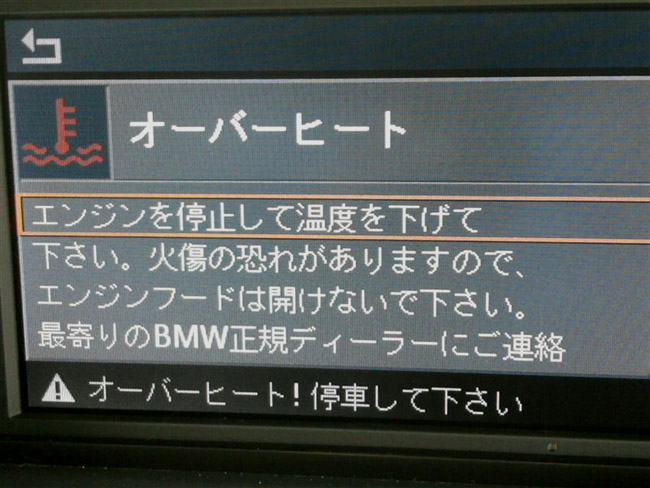 オーバーヒート
エンジンを停止して温度を下げて
下さい。火傷の恐れがありますので、
エンジンフードは開けないで下さい。
最寄りのBMW正規ディーラーにご連絡
オーバーヒート!停車して下さい